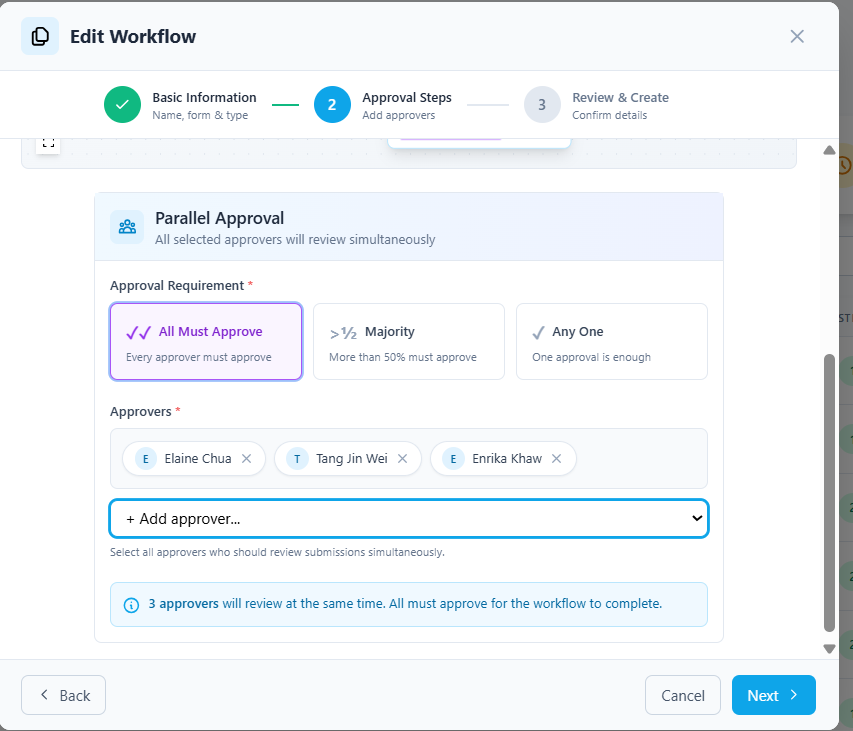 Edit Workflow
Basic Information
Name, form & type
2
Approval Steps
Add approvers
3
Review & Create
Confirm details
Parallel Approval
All selected approvers will review simultaneously
Approval Requirement *
All Must Approve
Every approver must approve
>½ Majority
More than 50% must approve
Any One
One approval is enough
Approvers *
E Elaine Chua
T Tang Jin Wei
E Enrika Khaw
+ Add approver...
Select all approvers who should review submissions simultaneously.
3 approvers will review at the same time. All must approve for the workflow to complete.
Back
Cancel
Next